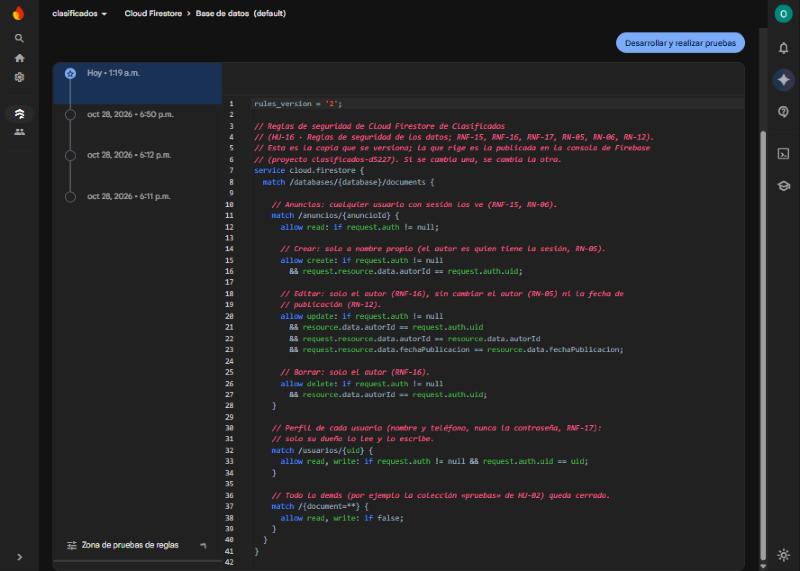 clasificados
Cloud Firestore > Base de datos (default)
O
Desarrollar y realizar pruebas
Hoy • 1:19 a.m.
oct 28, 2026 • 6:50 p.m.
oct 28, 2026 • 6:12 p.m.
oct 28, 2026 • 6:11 p.m.
Zona de pruebas de reglas
1 rules_version = '2';
2
3 // Reglas de seguridad de Cloud Firestore de Clasificados
4 // (HU-16 · Reglas de seguridad de los datos; RNF-15, RNF-16, RNF-17, RN-05, RN-06, RN-12).
5 // Esta es la copia que se versiona; la que rige es la publicada en la consola de Firebase
6 // (proyecto clasificados-d5227). Si se cambia una, se cambia la otra.
7 service cloud.firestore {
8 match /databases/{database}/documents {
9
10 // Anuncios: cualquier usuario con sesión los ve (RNF-15, RN-06).
11 match /anuncios/{anuncioId} {
12 allow read: if request.auth != null;
13
14 // Crear: solo a nombre propio (el autor es quien tiene la sesión, RN-05).
15 allow create: if request.auth != null
16 && request.resource.data.autorId == request.auth.uid;
17
18 // Editar: solo el autor (RNF-16), sin cambiar el autor (RN-05) ni la fecha de
19 // publicación (RN-12).
20 allow update: if request.auth != null
21 && resource.data.autorId == request.auth.uid
22 && request.resource.data.autorId == resource.data.autorId
23 && request.resource.data.fechaPublicacion == resource.data.fechaPublicacion;
24
25 // Borrar: solo el autor (RNF-16).
26 allow delete: if request.auth != null
27 && resource.data.autorId == request.auth.uid;
28 }
29
30 // Perfil de cada usuario (nombre y teléfono, nunca la contraseña, RNF-17):
31 // solo su dueño lo lee y lo escribe.
32 match /usuarios/{uid} {
33 allow read, write: if request.auth != null && request.auth.uid == uid;
34 }
35
36 // Todo lo demás (por ejemplo la colección «pruebas» de HU-02) queda cerrado.
37 match /{document=**} {
38 allow read, write: if false;
39 }
40 }
41 }
42